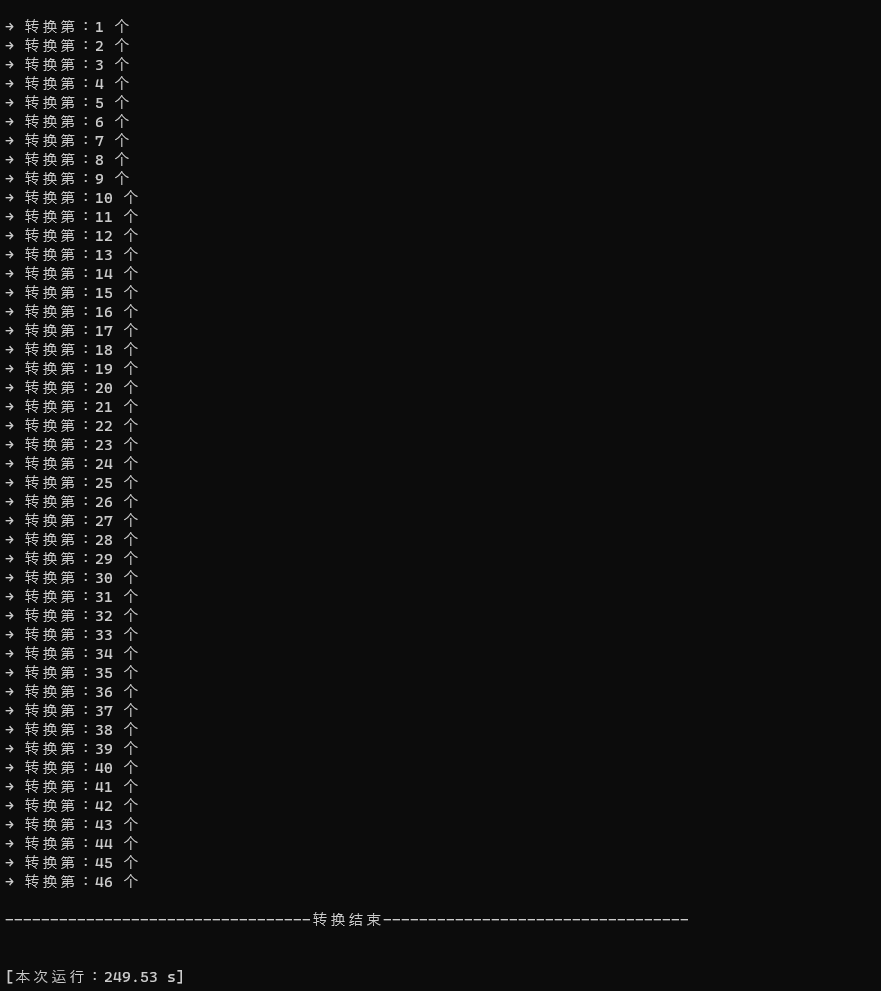 → 转换第：1 个
→ 转换第：2 个
→ 转换第：3 个
→ 转换第：4 个
→ 转换第：5 个
→ 转换第：6 个
→ 转换第：7 个
→ 转换第：8 个
→ 转换第：9 个
→ 转换第：10 个
→ 转换第：11 个
→ 转换第：12 个
→ 转换第：13 个
→ 转换第：14 个
→ 转换第：15 个
→ 转换第：16 个
→ 转换第：17 个
→ 转换第：18 个
→ 转换第：19 个
→ 转换第：20 个
→ 转换第：21 个
→ 转换第：22 个
→ 转换第：23 个
→ 转换第：24 个
→ 转换第：25 个
→ 转换第：26 个
→ 转换第：27 个
→ 转换第：28 个
→ 转换第：29 个
→ 转换第：30 个
→ 转换第：31 个
→ 转换第：32 个
→ 转换第：33 个
→ 转换第：34 个
→ 转换第：35 个
→ 转换第：36 个
→ 转换第：37 个
→ 转换第：38 个
→ 转换第：39 个
→ 转换第：40 个
→ 转换第：41 个
→ 转换第：42 个
→ 转换第：43 个
→ 转换第：44 个
→ 转换第：45 个
→ 转换第：46 个
----------------------------------转换结束----------------------------------
[本次运行：249.53 s]